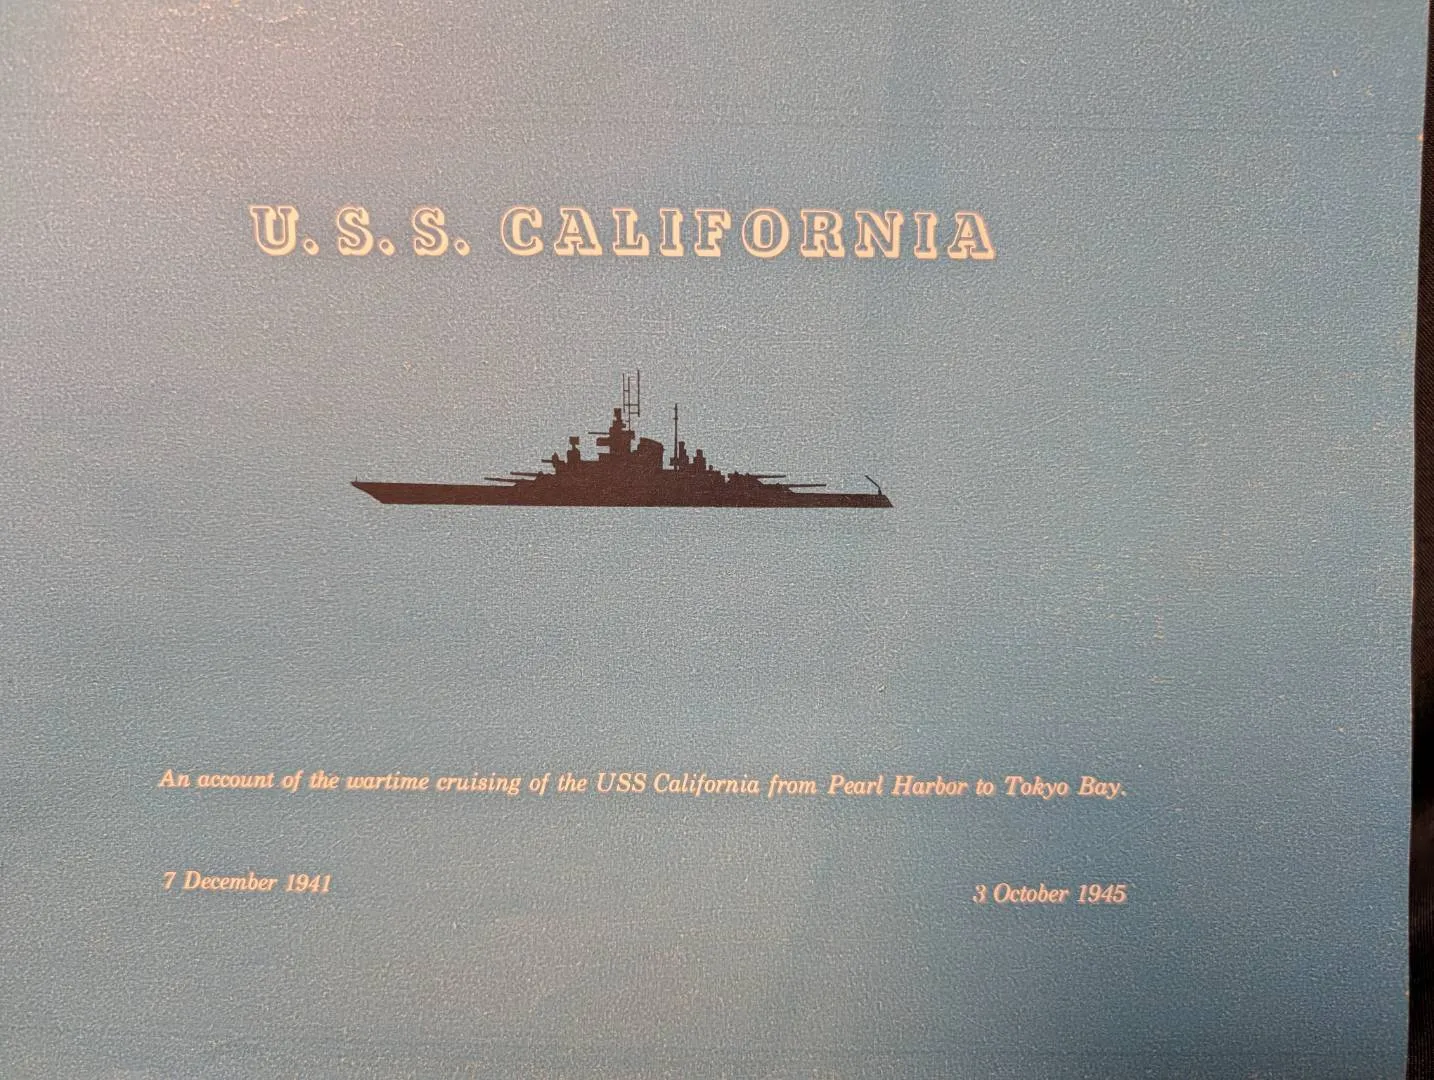 U. S. S. CALIFORNIA
An account of the wartime cruising of the USS California from Pearl Harbor to Tokyo Bay.
7 December 1941
3 October 1945